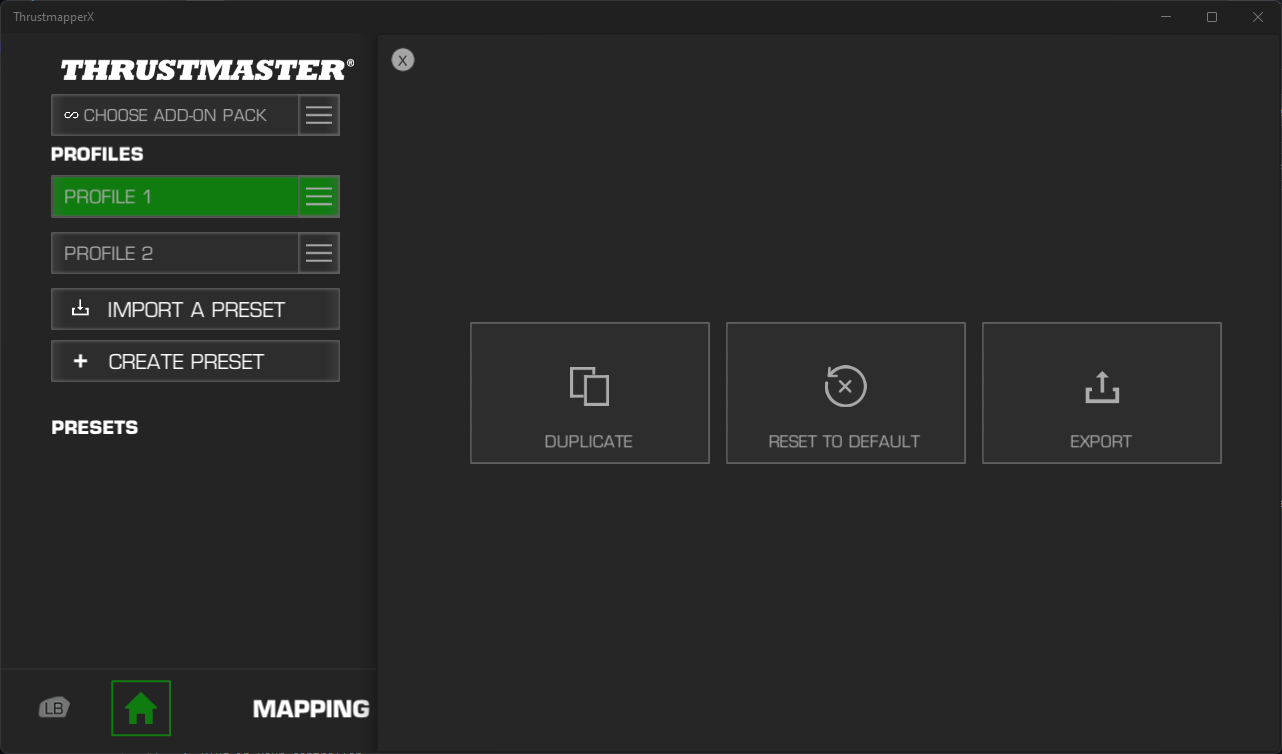 ThrustmapperX
THRUSTMASTER®
CHOOSE ADD-ON PACK
PROFILES
PROFILE 1
PROFILE 2
IMPORT A PRESET
CREATE PRESET
PRESETS
LB
MAPPING
X
DUPLICATE
RESET TO DEFAULT
EXPORT